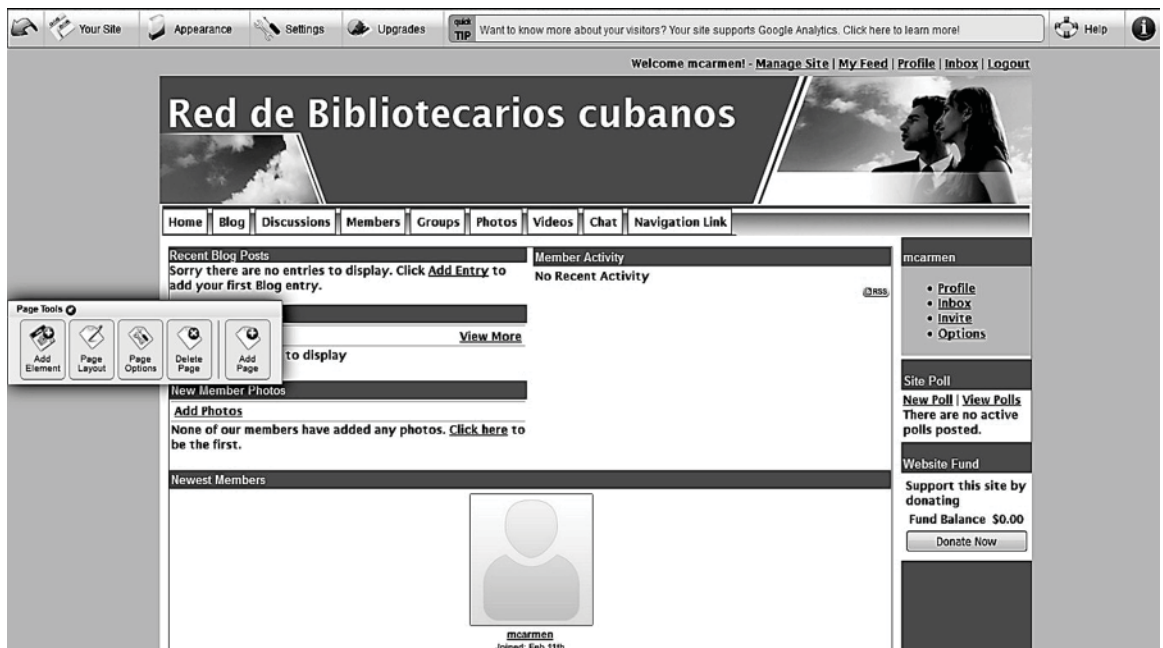 Your Site
Appearance
Settings
Upgrades
quick TIP
Want to know more about your visitors? Your site supports Google Analytics. Click here to learn more!
Help
Welcome mcarmen! - Manage Site | My Feed | Profile | Inbox | Logout
Red de Bibliotecarios cubanos
Home Blog Discussions Members Groups Photos Videos Chat Navigation Link
Recent Blog Posts
Sorry there are no entries to display. Click Add Entry to
add your first Blog entry.
View More
to display
New Member Photos
Add Photos
None of our members have added any photos. Click here to
be the first.
Member Activity
No Recent Activity
RSS
Page Tools
Add
Element
Page
Layout
Page
Options
Delete
Page
Add
Page
Newest Members
mcarmen
Joined: Feb 11th
mcarmen
• Profile
• Inbox
• Invite
• Options
Site Poll
New Poll | View Polls
There are no active
polls posted.
Website Fund
Support this site by
donating
Fund Balance $0.00
Donate Now